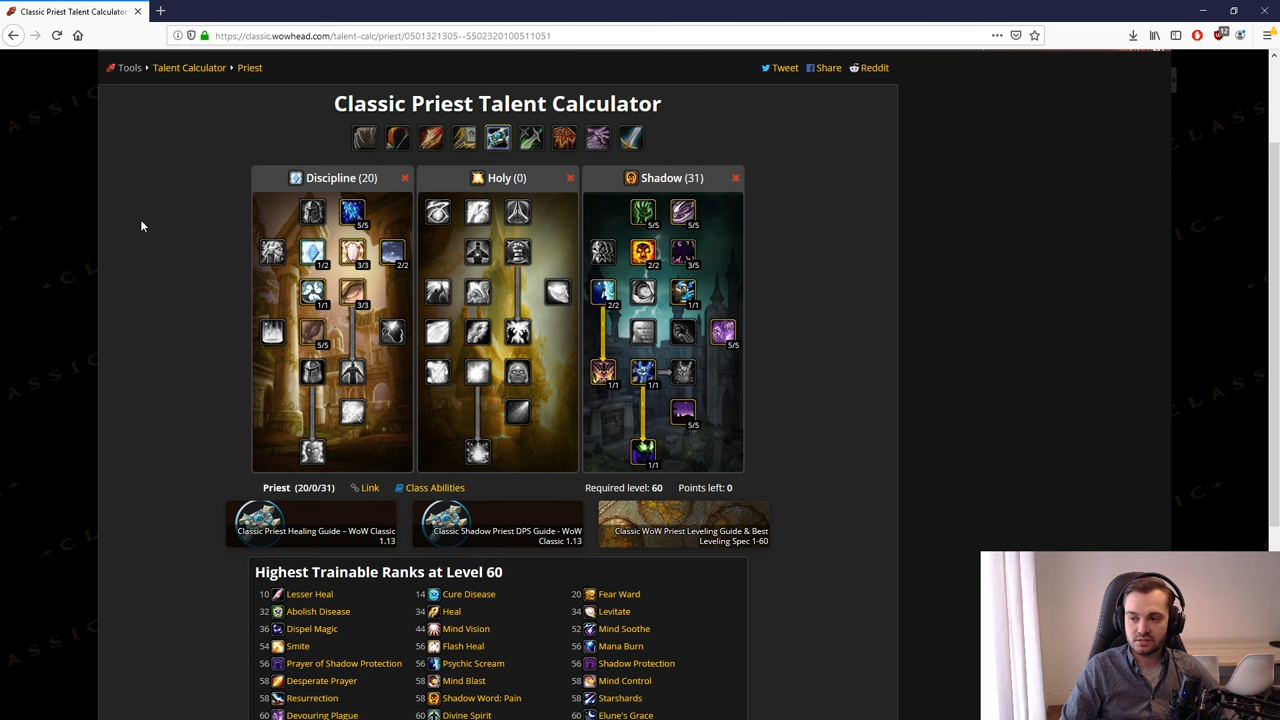 Classic Priest Talent Calculator
https://classic.wowhead.com/talent-calc/priest/0501321305--5502320100511051
12
Tools Talent Calculator Priest
Tweet Share Reddit
Classic Priest Talent Calculator
Discipline (20) Holy (0) Shadow (31)
5/5 5/5 5/5
1/2 3/3 2/2 2/2 3/5
1/1 3/3 2/2 1/1
5/5 5/5
1/1 1/1
5/5
1/1
Priest (20/0/31) Link Class Abilities Required level: 60 Points left: 0
Classic Priest Healing Guide – WoW Classic 1.13
Classic Shadow Priest DPS Guide - WoW Classic 1.13
Classic WoW Priest Leveling Guide & Best Leveling Spec 1-60
Highest Trainable Ranks at Level 60
10 Lesser Heal 14 Cure Disease 20 Fear Ward
32 Abolish Disease 34 Heal 34 Levitate
36 Dispel Magic 44 Mind Vision 52 Mind Soothe
54 Smite 56 Flash Heal 56 Mana Burn
56 Prayer of Shadow Protection 56 Psychic Scream 56 Shadow Protection
58 Desperate Prayer 58 Mind Blast 58 Mind Control
58 Resurrection 58 Shadow Word: Pain 58 Starshards
60 Devouring Plague 60 Divine Spirit 60 Elune's Grace